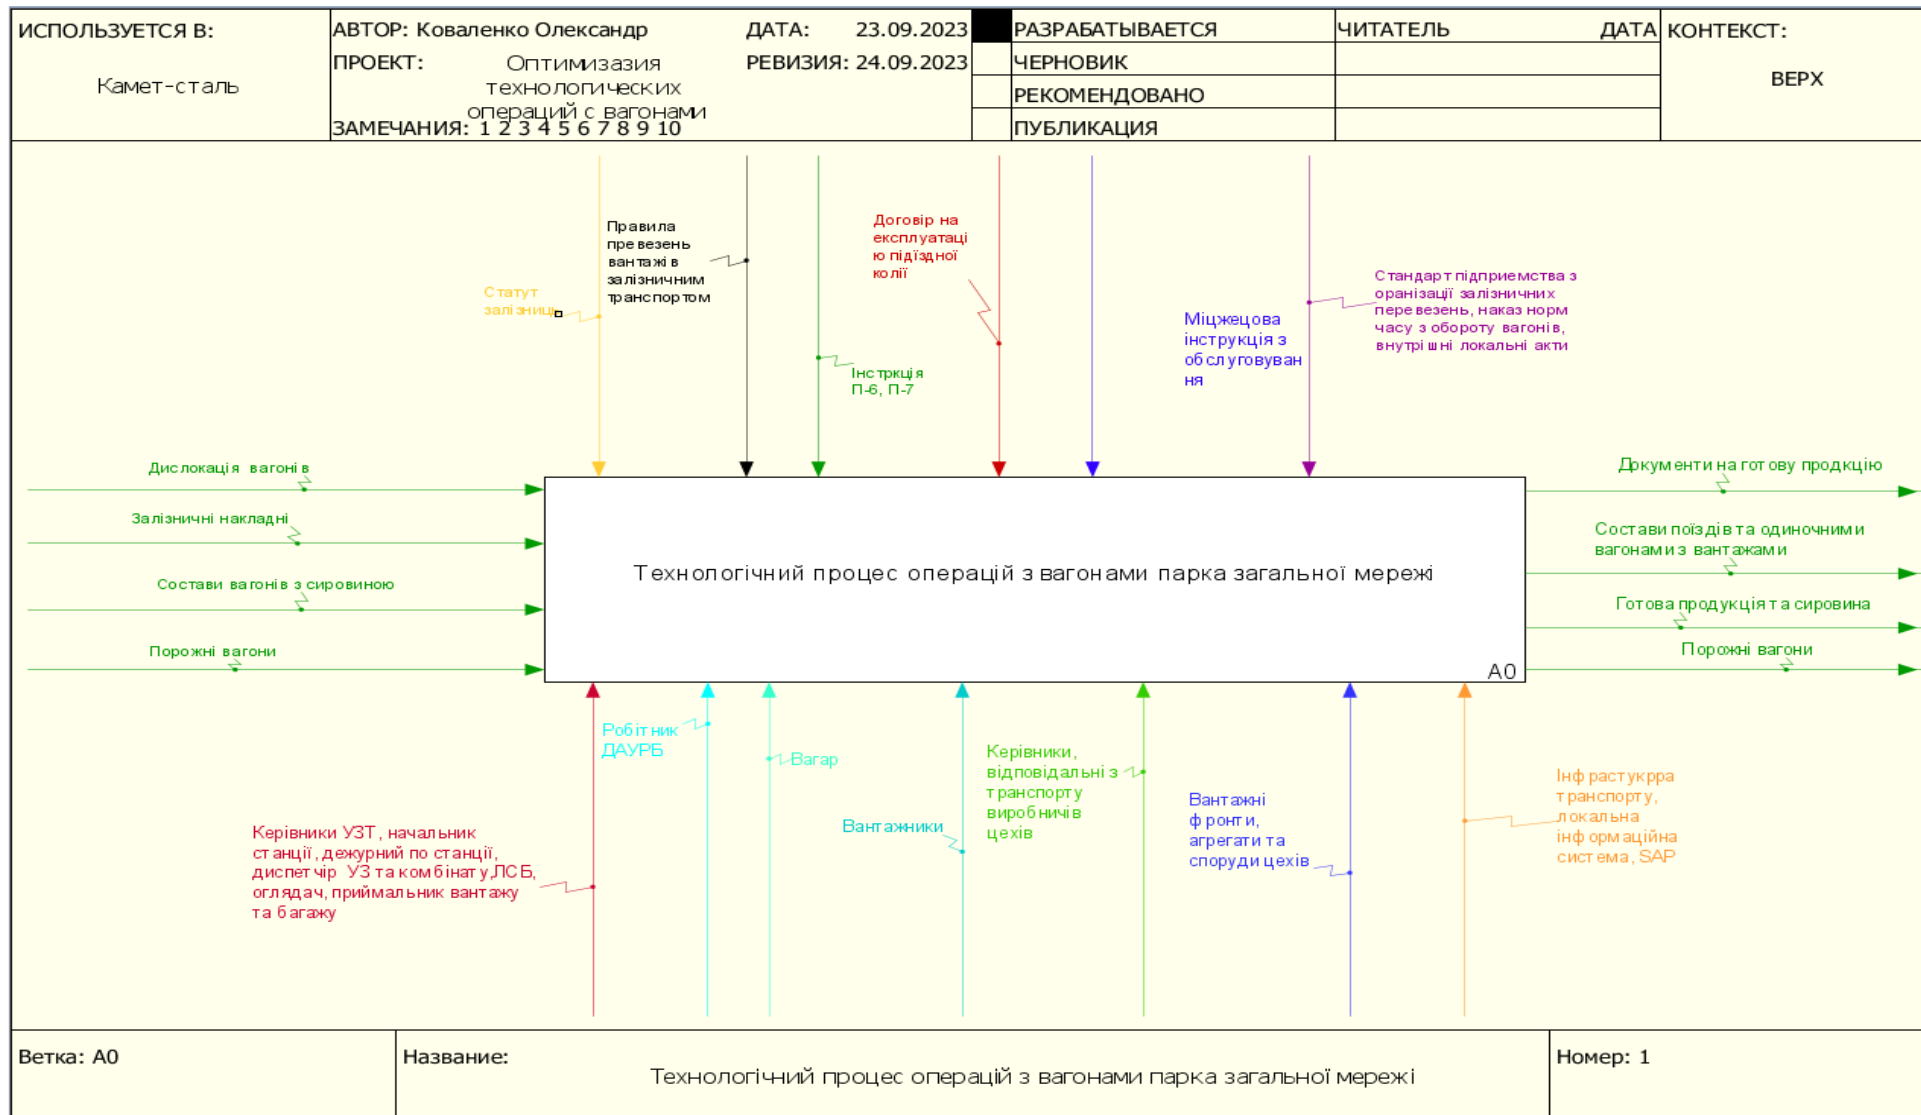 ИСПОЛЬЗУЕТСЯ В:
Камет-сталь
АВТОР: Коваленко Олександр
ДАТА: 23.09.2023
ПРОЕКТ: Оптимизазия
технологических
операций с вагонами
РЕВИЗИЯ: 24.09.2023
ЗАМЕЧАНИЯ: 1 2 3 4 5 6 7 8 9 10
РАЗРАБАТЫВАЕТСЯ
ЧЕРНОВИК
РЕКОМЕНДОВАНО
ПУБЛИКАЦИЯ
ЧИТАТЕЛЬ ДАТА
КОНТЕКСТ:
ВЕРХ
Статут
залізниць
Правила
превезень
вантажів
залізничним
транспортом
Інстркція
П-6, П-7
Договір на
експлуатаці
ю підїздної
колії
Міцжецова
інструкція з
обслуговуван
ня
Стандарт підприемства з
оранізації залізничних
перевезень, наказ норм
часу з обороту вагонів,
внутрішні локальні акти
Дислокація вагонів
Залізничні накладні
Состави вагонів з сировиною
Порожні вагони
Технологічний процес операцій з вагонами парка загальної мережі
A0
Документи на готову продкцію
Состави поїздів та одиночними
вагонами з вантажами
Готова продукція та сировина
Порожні вагони
Керівники УЗТ, начальник
станції, дежурний по станції,
диспетчір УЗ та комбінату,ЛСБ,
оглядач, приймальник вантажу
та багажу
Робітник
ДАУРБ
Вагар
Вантажники
Керівники,
відповідальні з
транспорту
виробничів
цехів
Вантажні
фронти,
агрегати та
споруди цехів
Інфрастукрра
транспорту,
локальна
інформаційна
система, SAP
Ветка: A0
Название:
Технологічний процес операцій з вагонами парка загальної мережі
Номер: 1